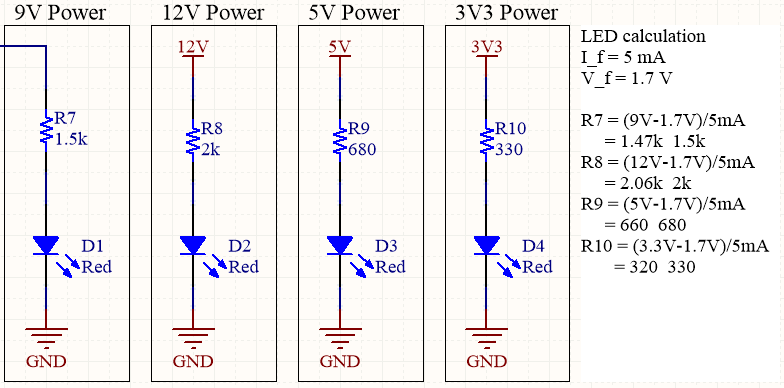 9V Power
12V Power
5V Power
3V3 Power
12V
5V
3V3
R7
1.5k
R8
2k
R9
680
R10
330
D1
Red
D2
Red
D3
Red
D4
Red
GND
GND
GND
GND
LED calculation
I_f = 5 mA
V_f = 1.7 V
R7 = (9V-1.7V)/5mA
= 1.47k 1.5k
R8 = (12V-1.7V)/5mA
= 2.06k 2k
R9 = (5V-1.7V)/5mA
= 660 680
R10 = (3.3V-1.7V)/5mA
= 320 330